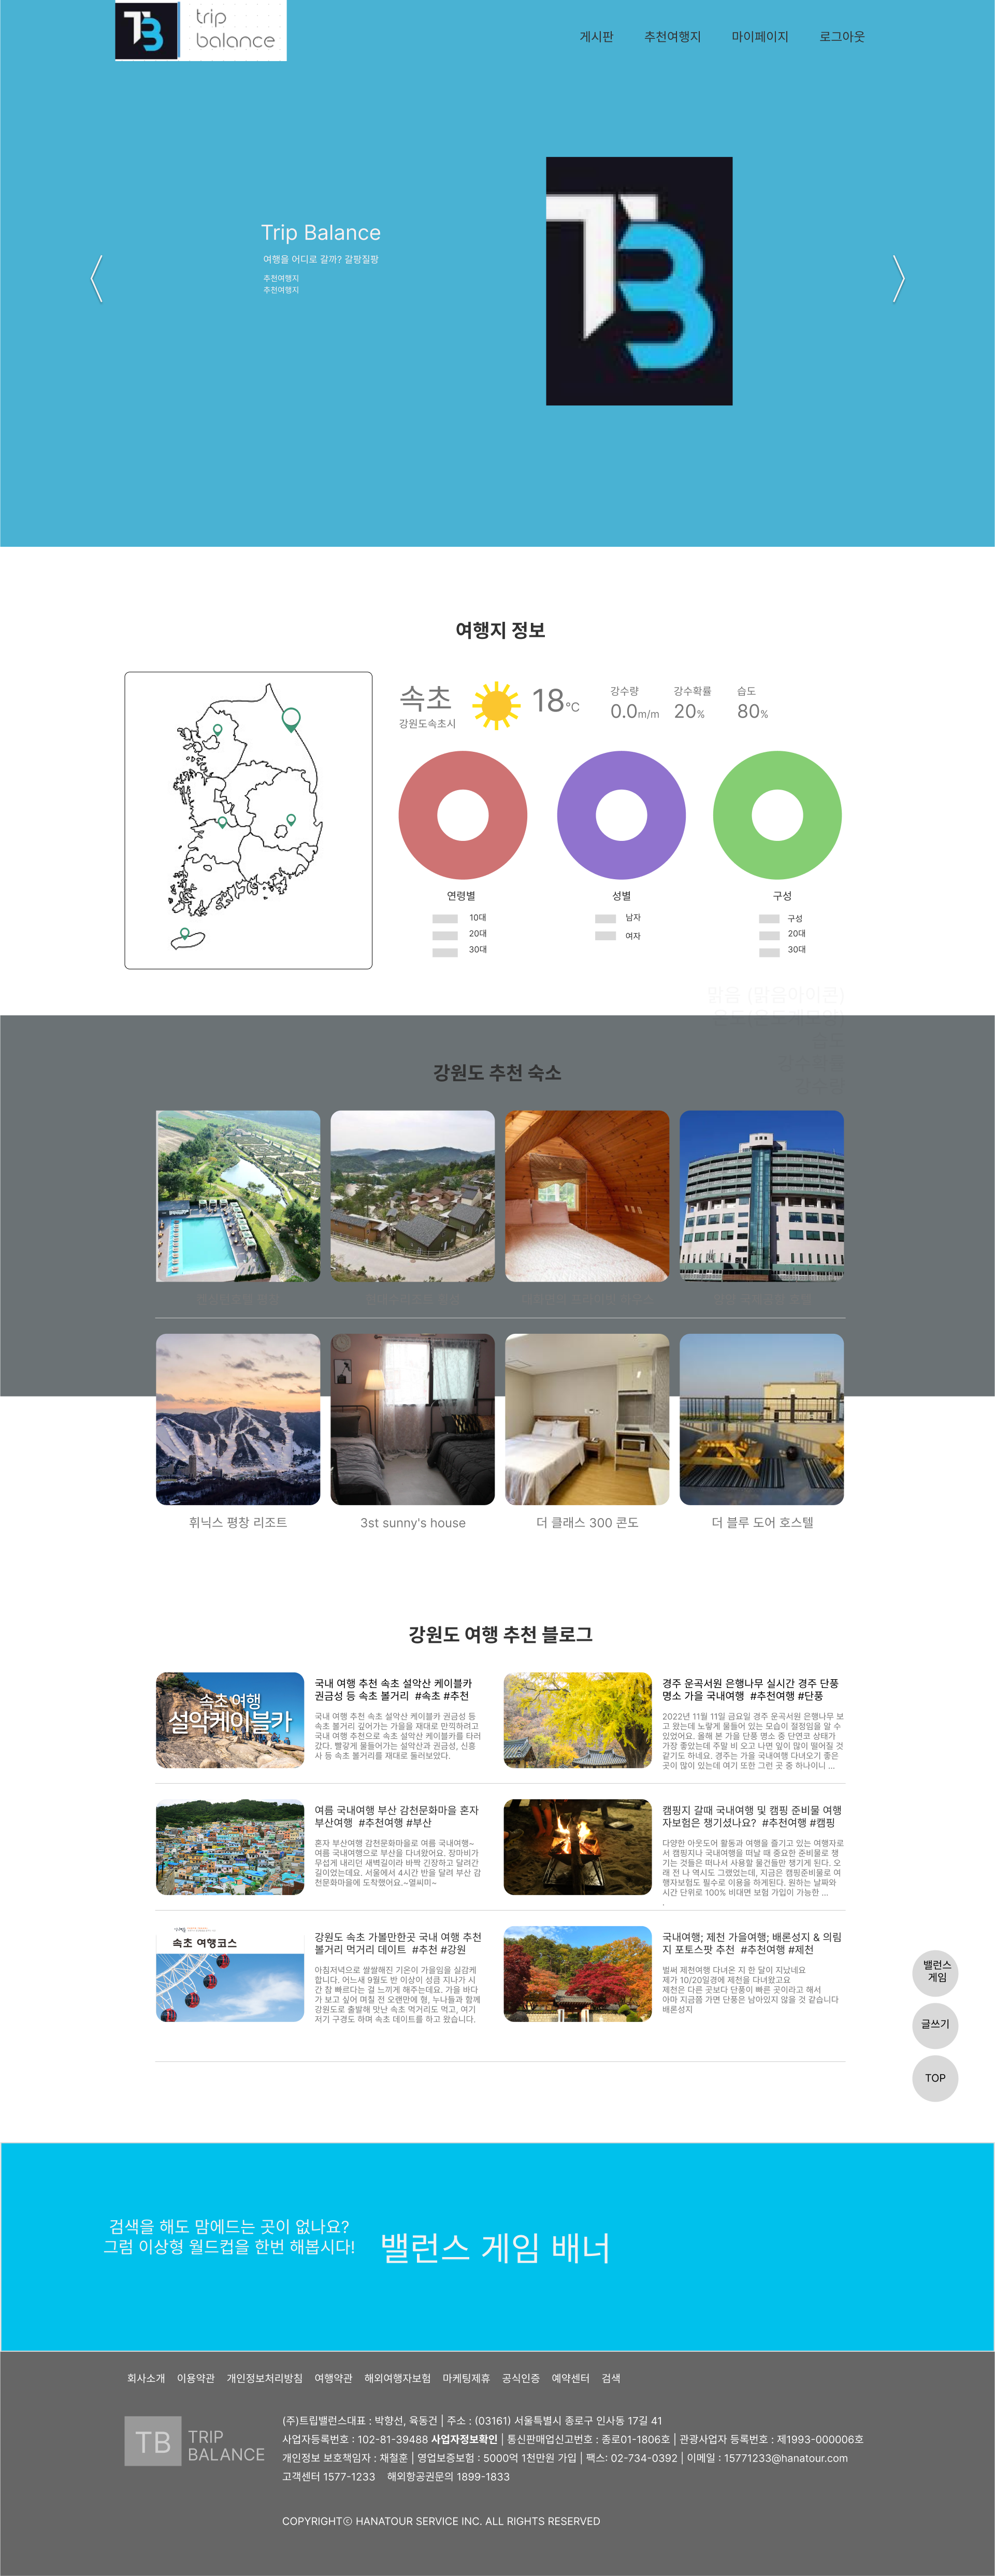 trip
balance
게시판 추천여행지 마이페이지 로그아웃
Trip Balance
여행을 어디로 갈까? 갈팡질팡
추천여행지
추천여행지
여행지 정보
속초
강원도속초시
18°C
강수량 강수확률 습도
0.0m/m 20% 80%
연령별 성별 구성
10대 남자 구성
20대 여자 20대
30대 30대
맑음 (맑음아이콘)
강원도 추천 숙소
휘닉스 평창 리조트 3st sunny's house 더 클래스 300 콘도 더 블루 도어 호스텔
강원도 여행 추천 블로그
속초 여행
설악케이블카
국내 여행 추천 속초 설악산 케이블카
권금성 등 속초 볼거리 #속초 #추천
국내 여행 추천 속초 설악산 케이블카 권금성 등
속초 볼거리 깊어가는 가을을 재대로 만끽하려고
국내 여행 추천으로 속초 설악산 케이블카를 타러
갔다. 빨갛게 물들어가는 설악산과 권금성, 신흥
사 등 속초 볼거리를 재대로 둘러보았다.
경주 운곡서원 은행나무 실시간 경주 단풍
명소 가을 국내여행 #추천여행 #단풍
2022년 11월 11일 금요일 경주 운곡서원 은행나무 보
고 왔는데 노랗게 물들어 있는 모습이 절정임을 알 수
있었어요. 올해 본 가을 단풍 명소 중 단연코 상태가
가장 좋았는데 주말 비 오고 나면 잎이 많이 떨어질 것
같기도 하네요. 경주는 가을 국내여행 다녀오기 좋은
곳이 많이 있는데 여기 또한 그런 곳 중 하나이니 ...
여름 국내여행 부산 감천문화마을 혼자
부산여행 #추천여행 #부산
혼자 부산여행 감천문화마을로 여름 국내여행~
여름 국내여행으로 부산을 다녀왔어요. 장마비가
무섭게 내리던 새벽길이라 바짝 긴장하고 달려간
길이었는데요. 서울에서 4시간 반을 달려 부산 감
천문화마을에 도착했어요.~열씨미~
캠핑지 갈때 국내여행 및 캠핑 준비물 여행
자보험은 챙기셨나요? #추천여행 #캠핑
다양한 아웃도어 활동과 여행을 즐기고 있는 여행자로
서 캠핑지나 국내여행을 떠날 때 중요한 준비물로 챙
기는 것들은 떠나서 사용할 물건들만 챙기게 된다. 오
래 전 나 역시도 그랬었는데, 지금은 캠핑준비물로 여
행자보험도 필수로 이용을 하게된다. 원하는 날짜와
시간 단위로 100% 비대면 보험 가입이 가능한 ...
.
속초 여행코스
강원도 속초 가볼만한곳 국내 여행 추천
볼거리 먹거리 데이트 #추천 #강원
아침저녁으로 쌀쌀해진 기온이 가을임을 실감케
합니다. 어느새 9월도 반 이상이 성큼 지나가 시
간 참 빠르다는 걸 느끼게 해주는데요. 가을 바다
가 보고 싶어 며칠 전 오랜만에 형, 누나들과 함께
강원도로 출발해 맛난 속초 먹거리도 먹고, 여기
저기 구경도 하며 속초 데이트를 하고 왔습니다.
국내여행; 제천 가을여행; 배론성지 & 의림
지 포토스팟 추천 #추천여행 #제천
벌써 제천여행 다녀온 지 한 달이 지났네요
제가 10/20일경에 제천을 다녀왔고요
제천은 다른 곳보다 단풍이 빠른 곳이라고 해서
아마 지금쯤 가면 단풍은 남아있지 않을 것 같습니다
배론성지
밸런스
게임
글쓰기
TOP
검색을 해도 맘에드는 곳이 없나요?
그럼 이상형 월드컵을 한번 해봅시다!
밸런스 게임 배너
회사소개 이용약관 개인정보처리방침 여행약관 해외여행자보험 마케팅제휴 공식인증 예약센터 검색
TB TRIP
BALANCE
(주)트립밸런스대표 : 박향선, 육동건 | 주소 : (03161) 서울특별시 종로구 인사동 17길 41
사업자등록번호 : 102-81-39488 사업자정보확인 | 통신판매업신고번호 : 종로01-1806호 | 관광사업자 등록번호 : 제1993-000006호
개인정보 보호책임자 : 채철훈 | 영업보증보험 : 5000억 1천만원 가입 | 팩스: 02-734-0392 | 이메일 : 15771233@hanatour.com
고객센터 1577-1233 해외항공권문의 1899-1833
COPYRIGHTⓒ HANATOUR SERVICE INC. ALL RIGHTS RESERVED